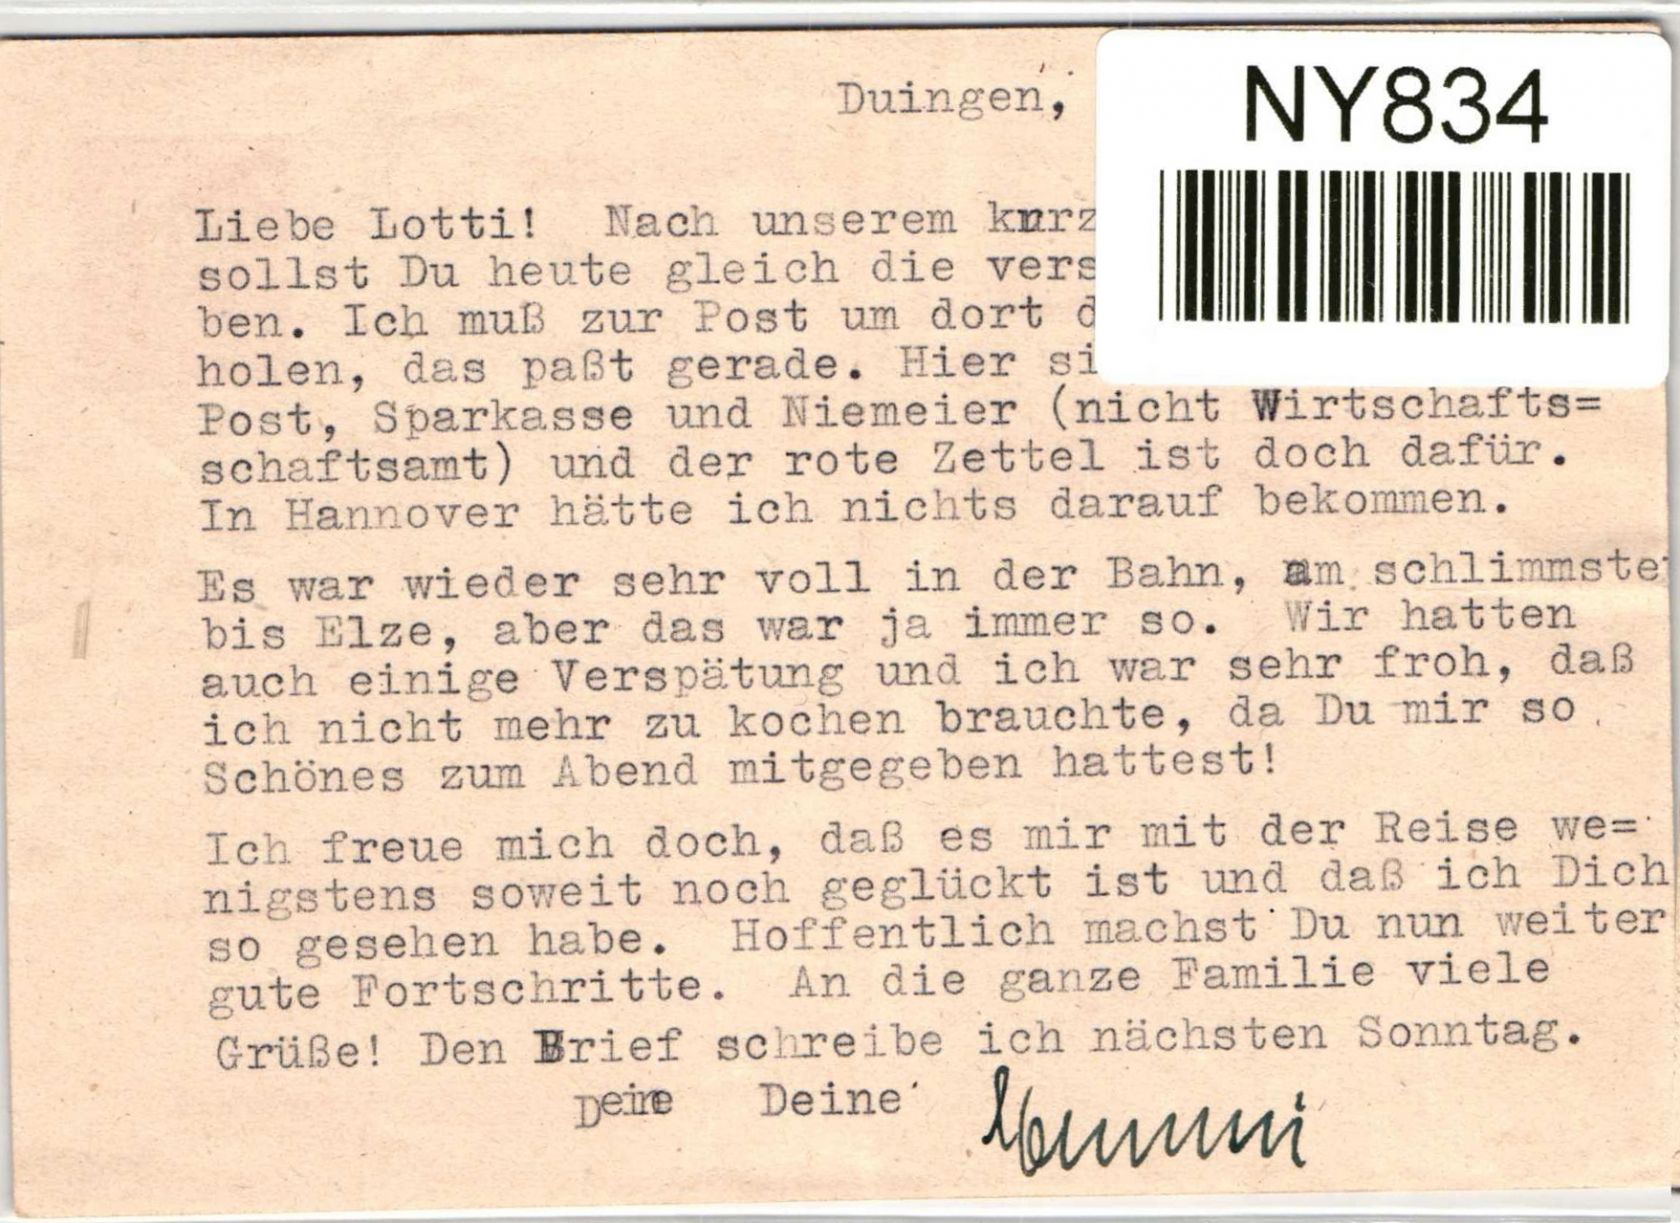 Duingen,
NY834
Liebe Lotti! Nach unserem kurz
sollst Du heute gleich die vers
ben. Ich muß zur Post um dort d
holen, das paßt gerade. Hier si
Post, Sparkasse und Niemeier (nicht Wirtschafts=
schaftsamt) und der rote Zettel ist doch dafür.
In Hannover hätte ich nichts darauf bekommen.
Es war wieder sehr voll in der Bahn, am schlimmste
bis Elze, aber das war ja immer so. Wir hatten
auch einige Verspätung und ich war sehr froh, daß
ich nicht mehr zu kochen brauchte, da Du mir so
Schönes zum Abend mitgegeben hattest!
Ich freue mich doch, daß es mir mit der Reise we=
nigstens soweit noch geglückt ist und daß ich Dich
so gesehen habe. Hoffentlich machst Du nun weiter
gute Fortschritte. An die ganze Familie viele
Grüße! Den Brief schreibe ich nächsten Sonntag.
Deine Deine